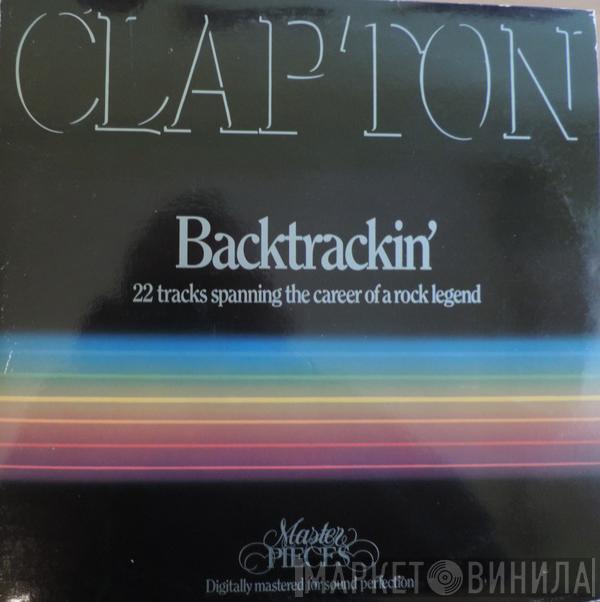 CLAPTON
Backtrackin'
22 tracks spanning the career of a rock legend
Master
PIECES
Digitally mastered for sound perfection
МАРКЕТ ВИНИЛА